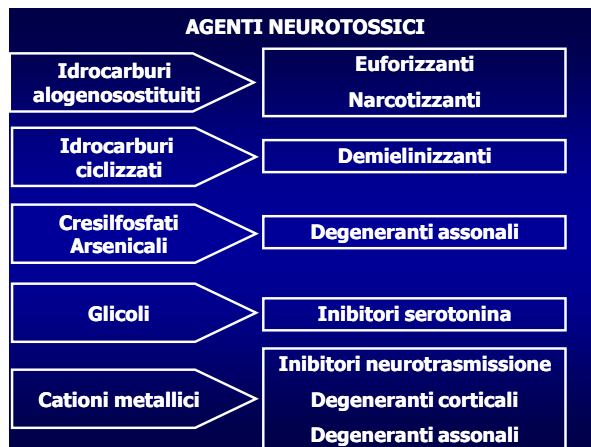 AGENTI NEUROTOSSICI
Idrocarburi
alogenosostituiti
Euforizzanti
Narcotizzanti
Idrocarburi
ciclizzati
Demielinizzanti
Cresilfosfati
Arsenicali
Degeneranti assonali
Glicoli
Inibitori serotonina
Cationi metallici
Inibitori neurotrasmissione
Degeneranti corticali
Degeneranti assonali